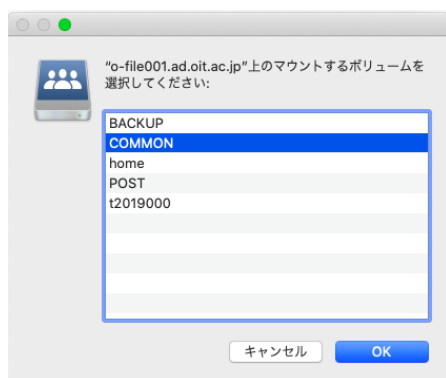 “o-file001.ad.oit.ac.jp”上のマウントするボリュームを
選択してください:
BACKUP
COMMON
home
POST
t2019000
キャンセル
OK